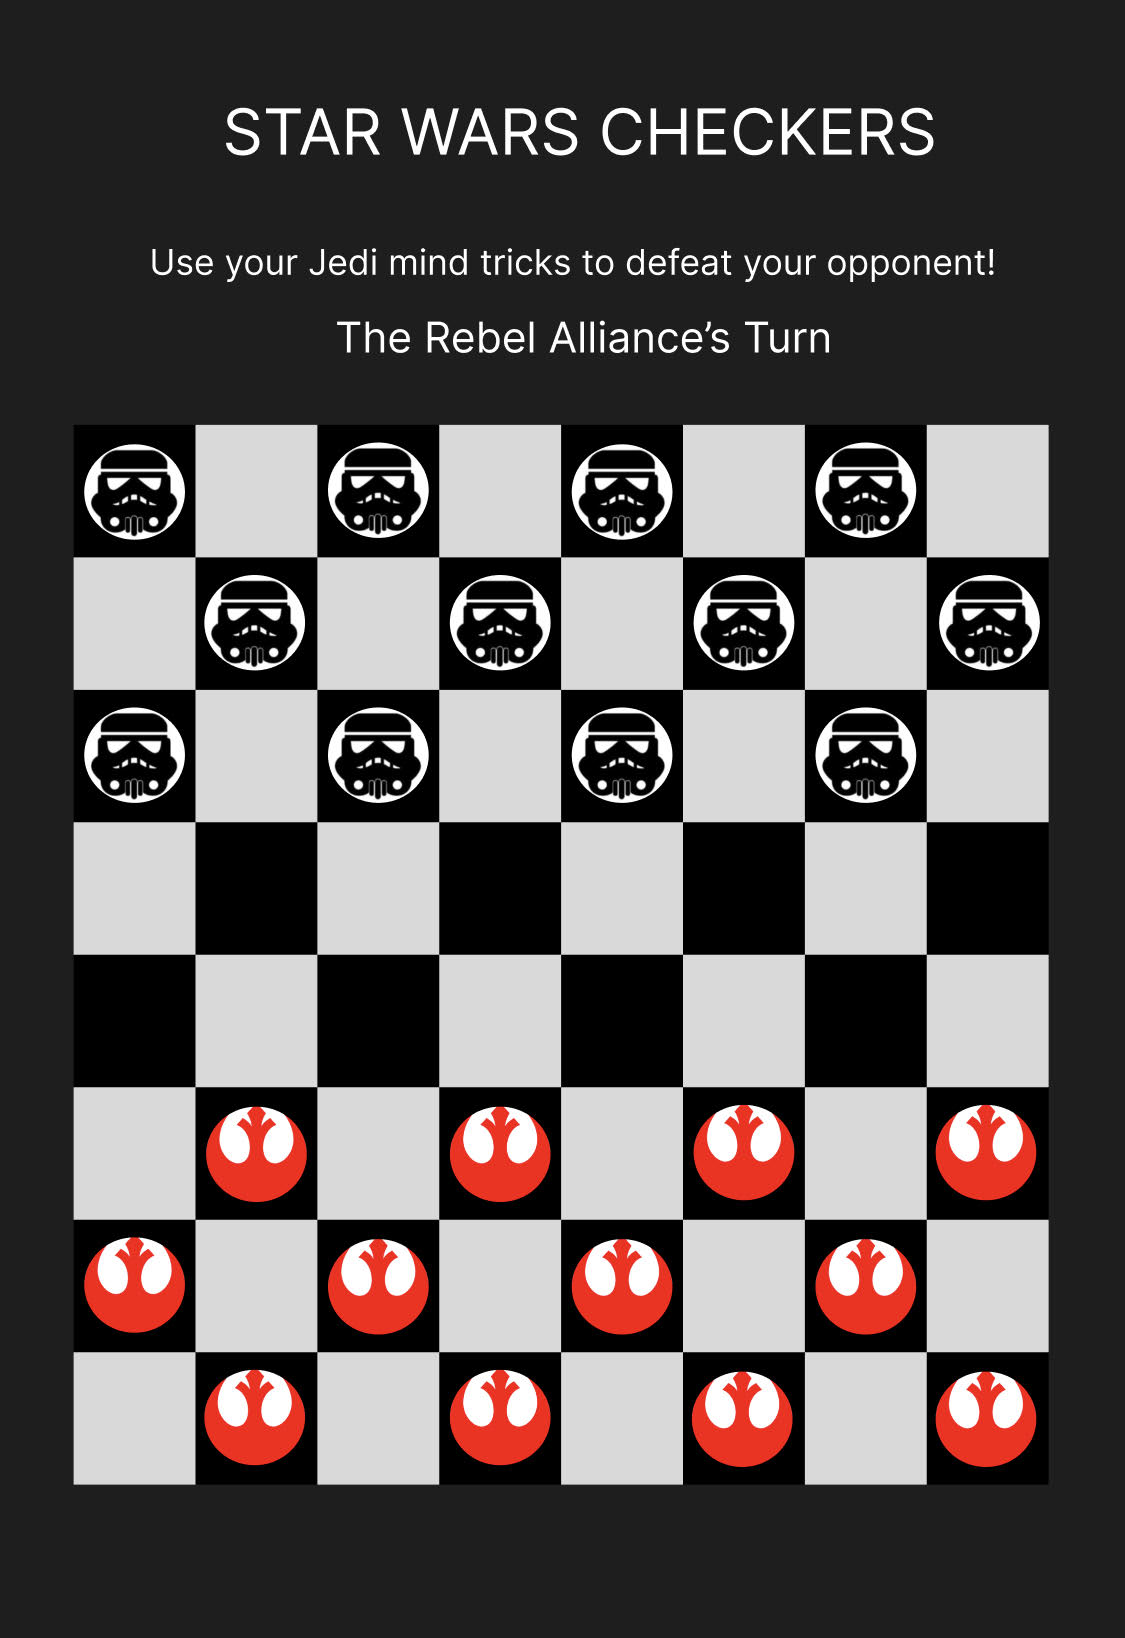 STAR WARS CHECKERS
Use your Jedi mind tricks to defeat your opponent!
The Rebel Alliance’s Turn